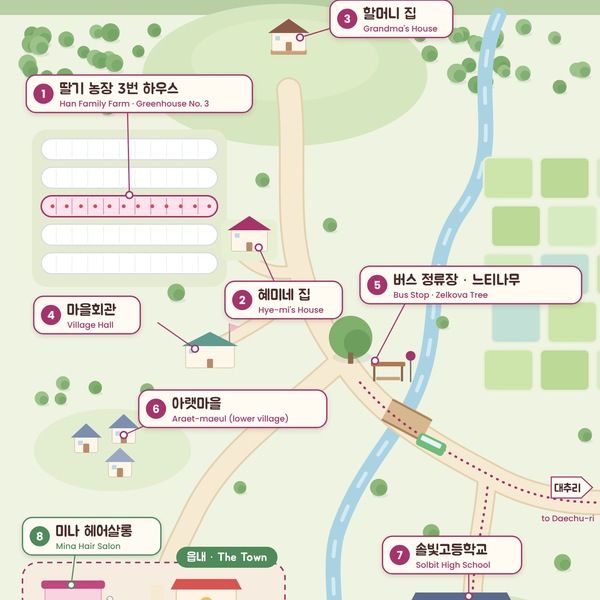 3 할머니 집
Grandma's House
1 딸기 농장 3번 하우스
Han Family Farm · Greenhouse No. 3
2 혜미네 집
Hye-mi's House
5 버스 정류장 · 느티나무
Bus Stop · Zelkova Tree
4 마을회관
Village Hall
6 아랫마을
Araet-maeul (lower village)
대추리
to Daechu-ri
8 미나 헤어살롱
Mina Hair Salon
읍내 · The Town
7 솔빛고등학교
Solbit High School